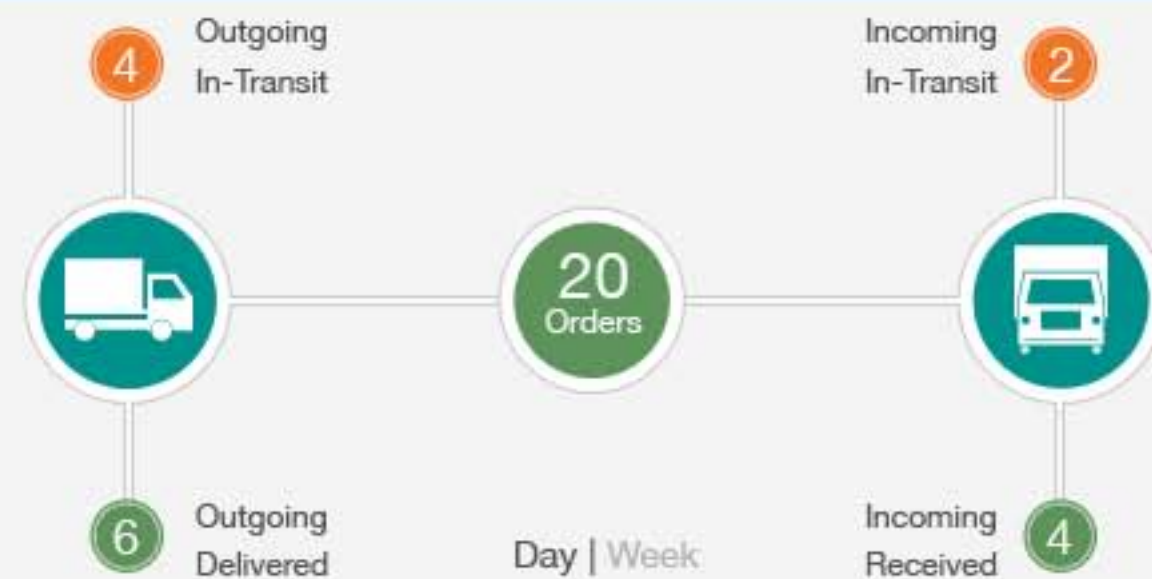 4
Outgoing
In-Transit
Incoming
In-Transit
2
20
Orders
6
Outgoing
Delivered
Day | Week
Incoming
Received
4